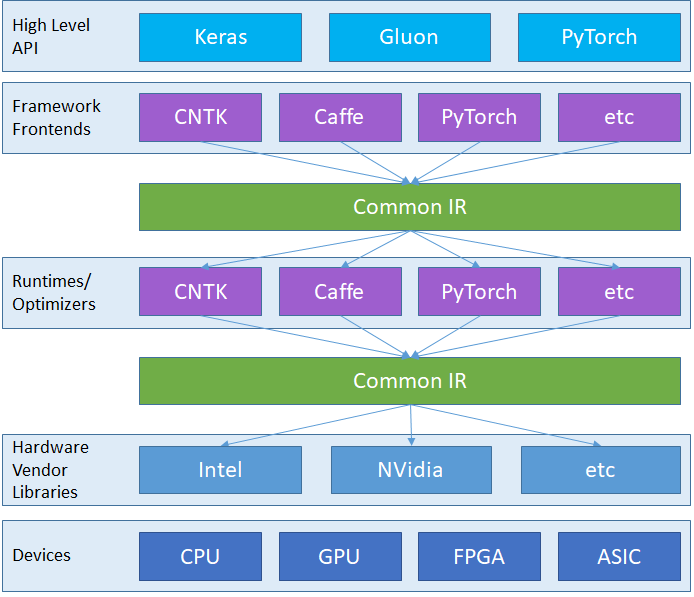 High Level
API
Keras
Gluon
PyTorch
Framework
Frontends
CNTK
Caffe
PyTorch
etc
Common IR
Runtimes/
Optimizers
CNTK
Caffe
PyTorch
etc
Common IR
Hardware
Vendor
Libraries
Intel
NVidia
etc
Devices
CPU
GPU
FPGA
ASIC